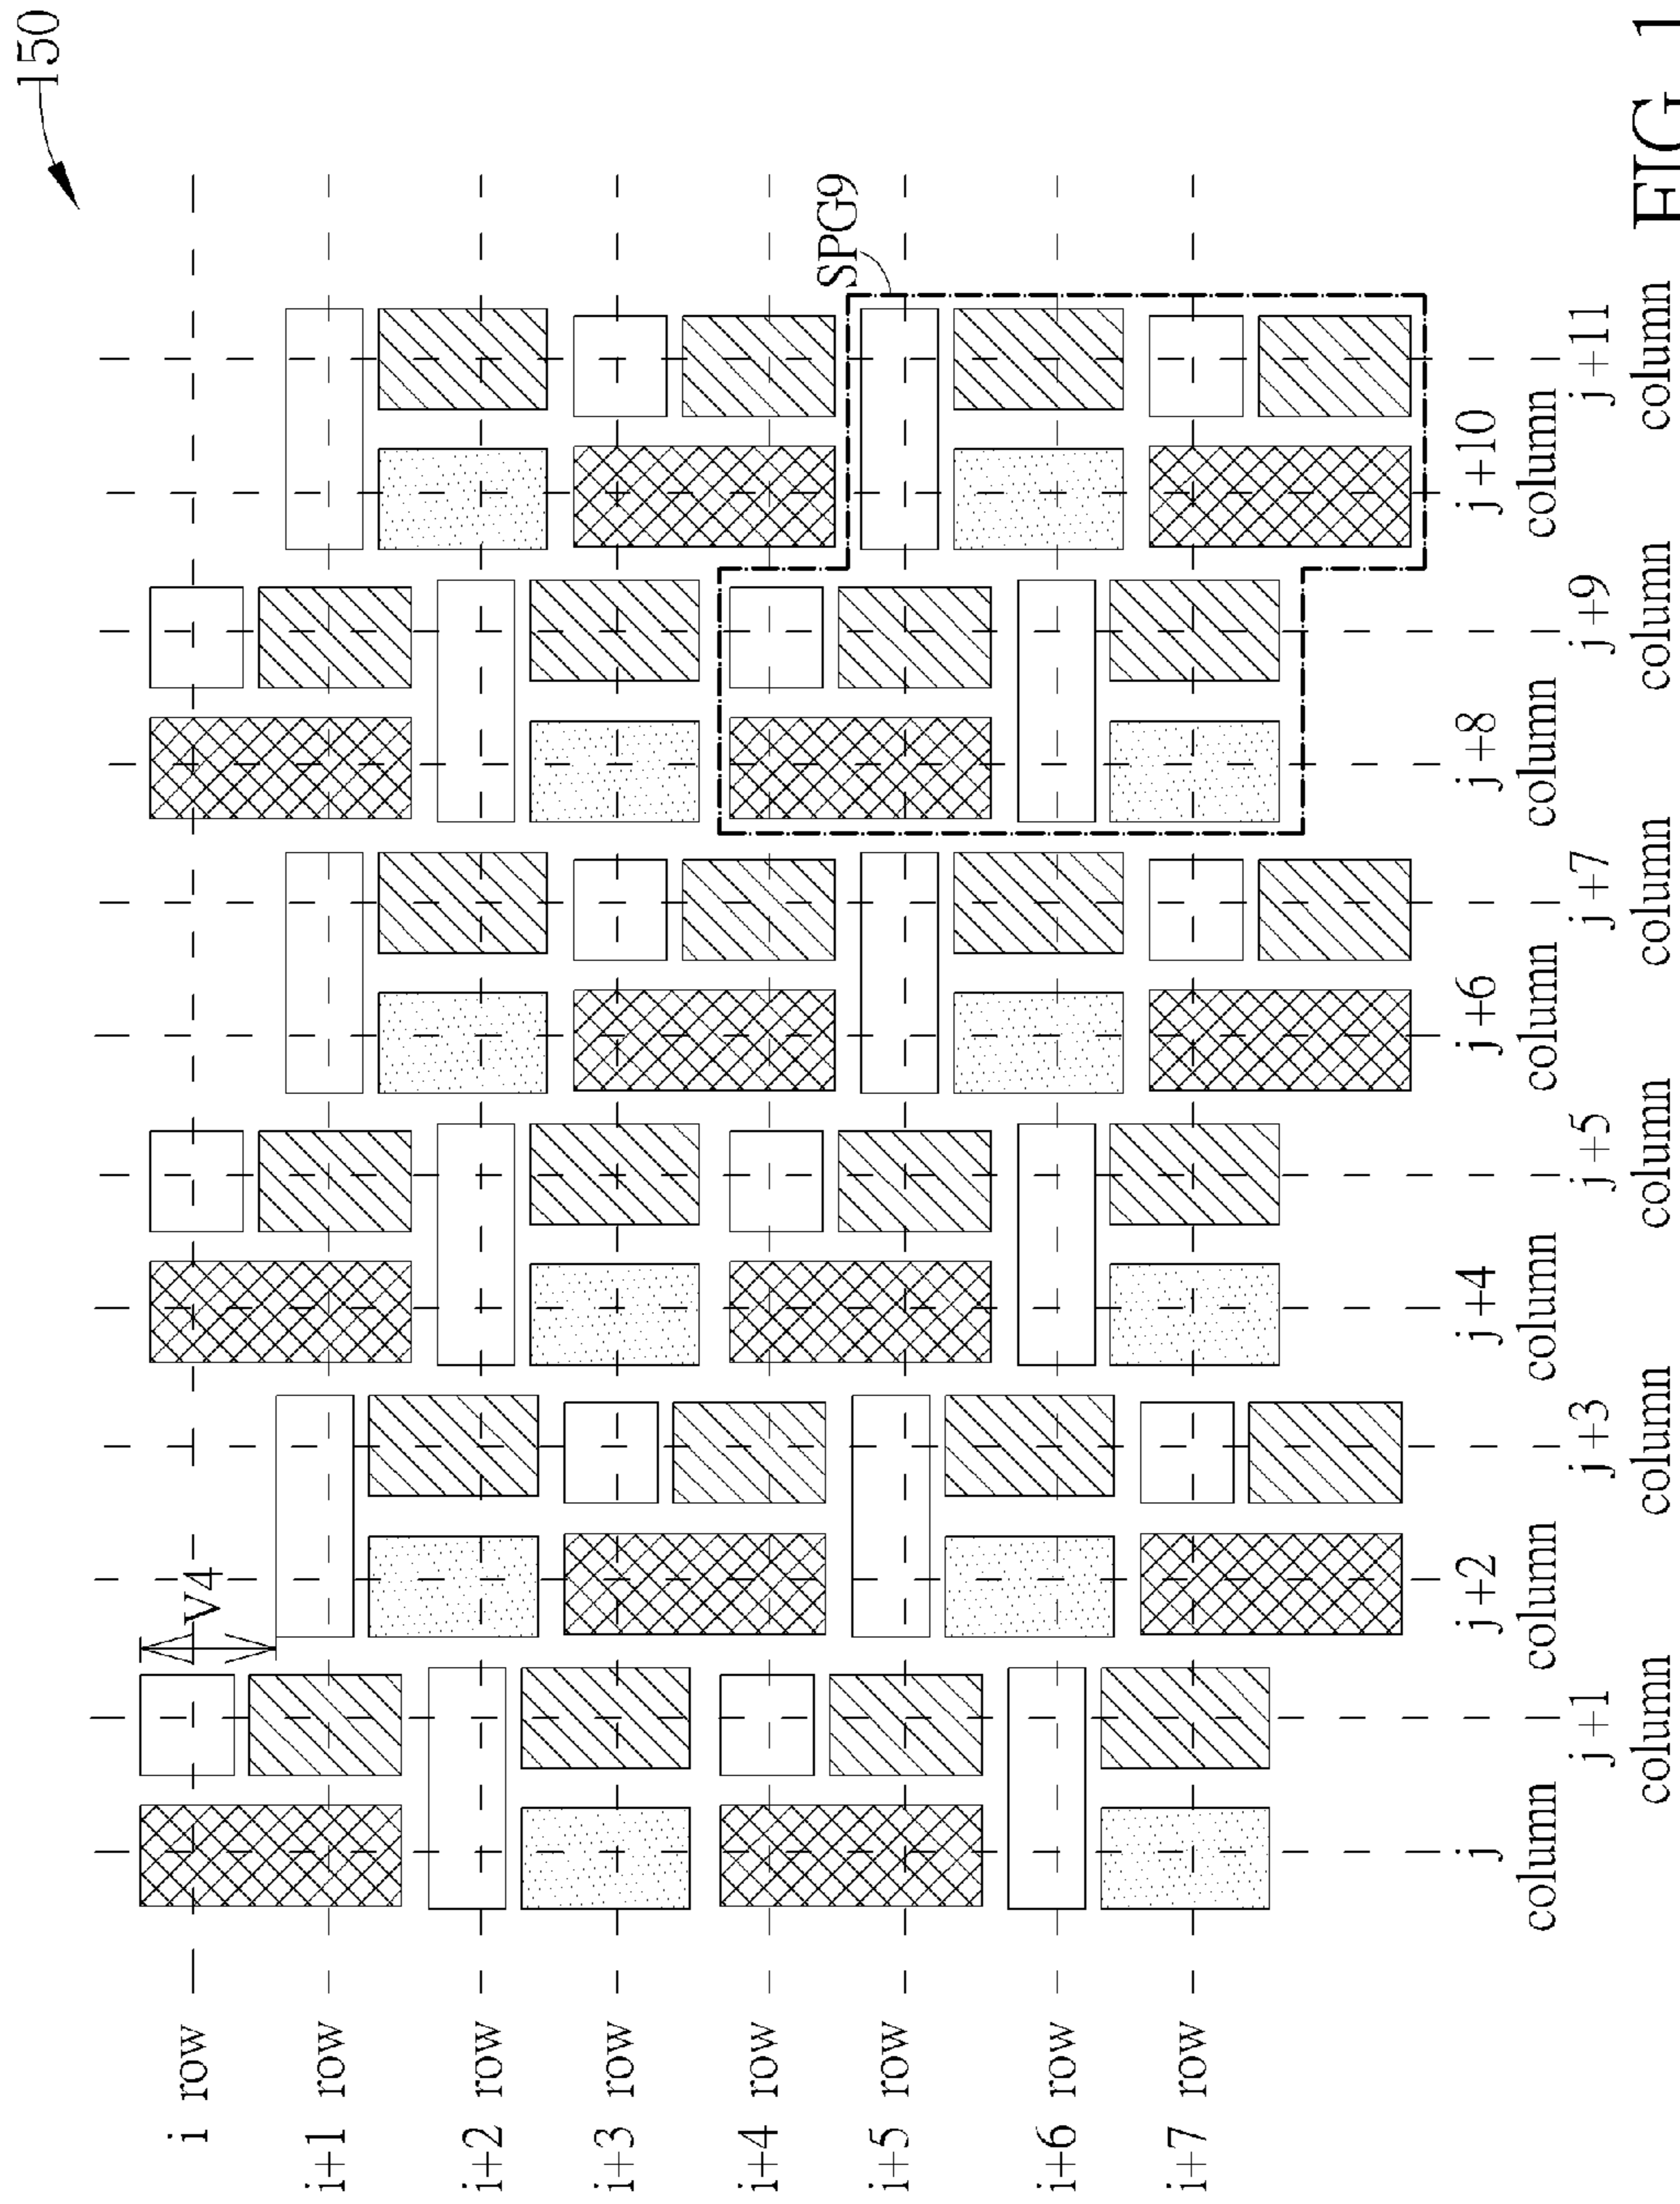 150
V4
SPG9
i row
i+1 row
i+2 row
i+3 row
i+4 row
i+5 row
i+6 row
i+7 row
j
column
j+1
column
j+2
column
j+3
column
j+4
column
j+5
column
j+6
column
j+7
column
j+8
column
j+9
column
j+10
column
j+11
column
FIG. 1